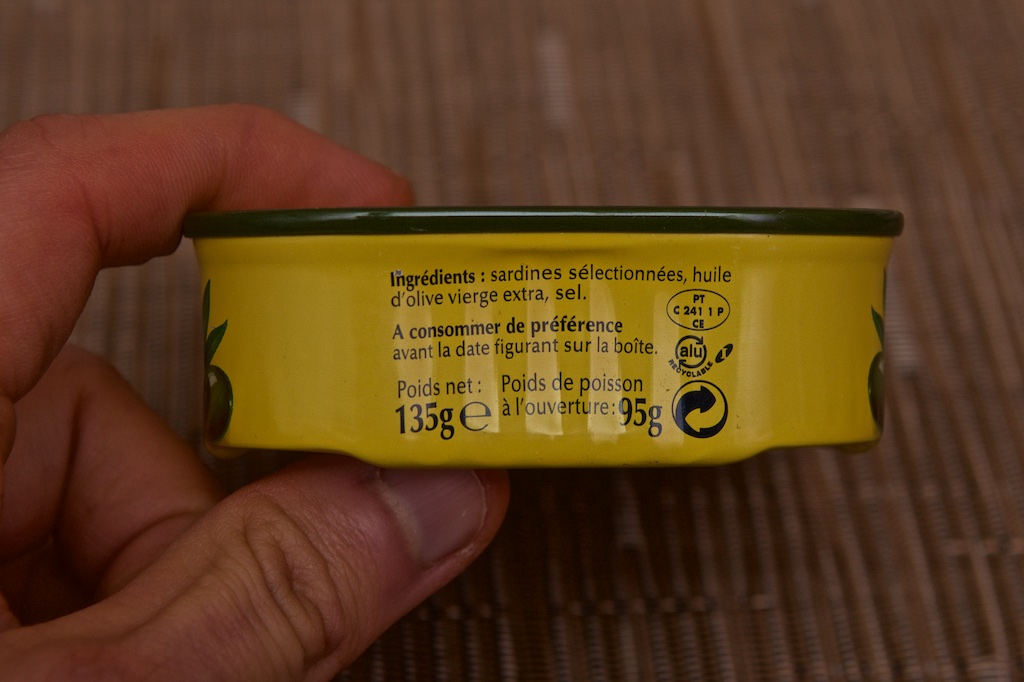 Ingrédients : sardines sélectionnées, huile
d'olive vierge extra, sel.
PT
C 241 1 P
CE
A consommer de préférence
avant la date figurant sur la boîte.
alu
RECYCLABLE
Poids net : Poids de poisson
135g ℮ à l'ouverture : 95g